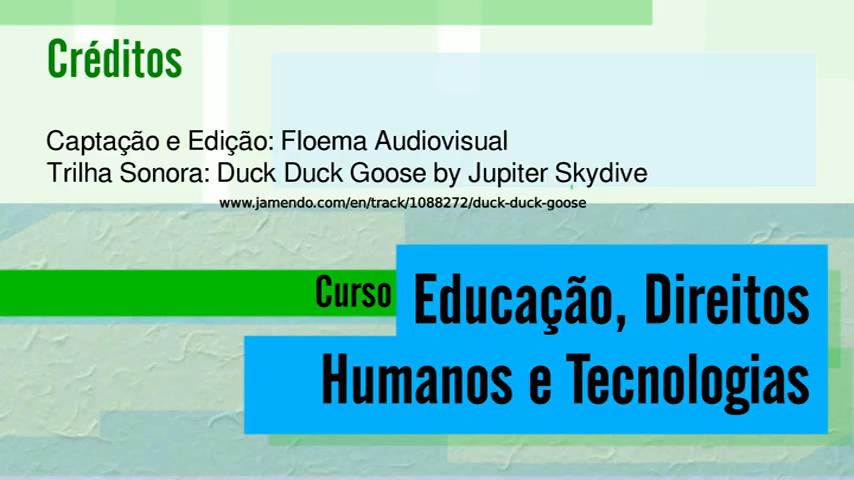 Créditos
Captação e Edição: Floema Audiovisual
Trilha Sonora: Duck Duck Goose by Jupiter Skydive
www.jamendo.com/en/track/1088272/duck-duck-goose
Curso Educação, Direitos
Humanos e Tecnologias